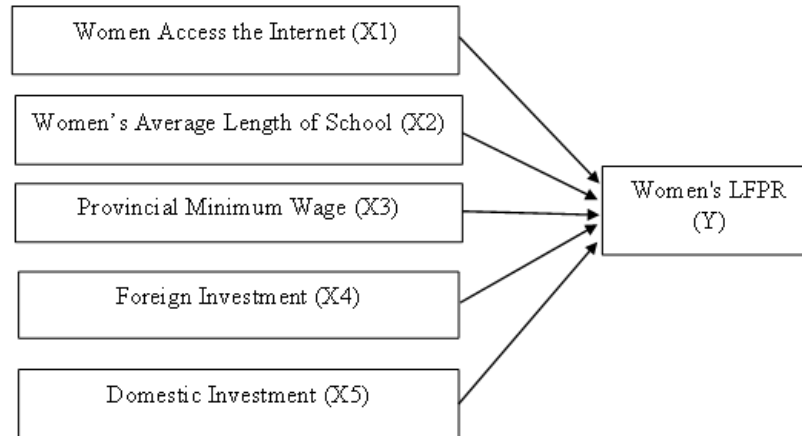 Women Access the Internet (X1)
Women’s Average Length of School (X2)
Provincial Minimum Wage (X3)
Foreign Investment (X4)
Domestic Investment (X5)
Women's LFPR
(Y)